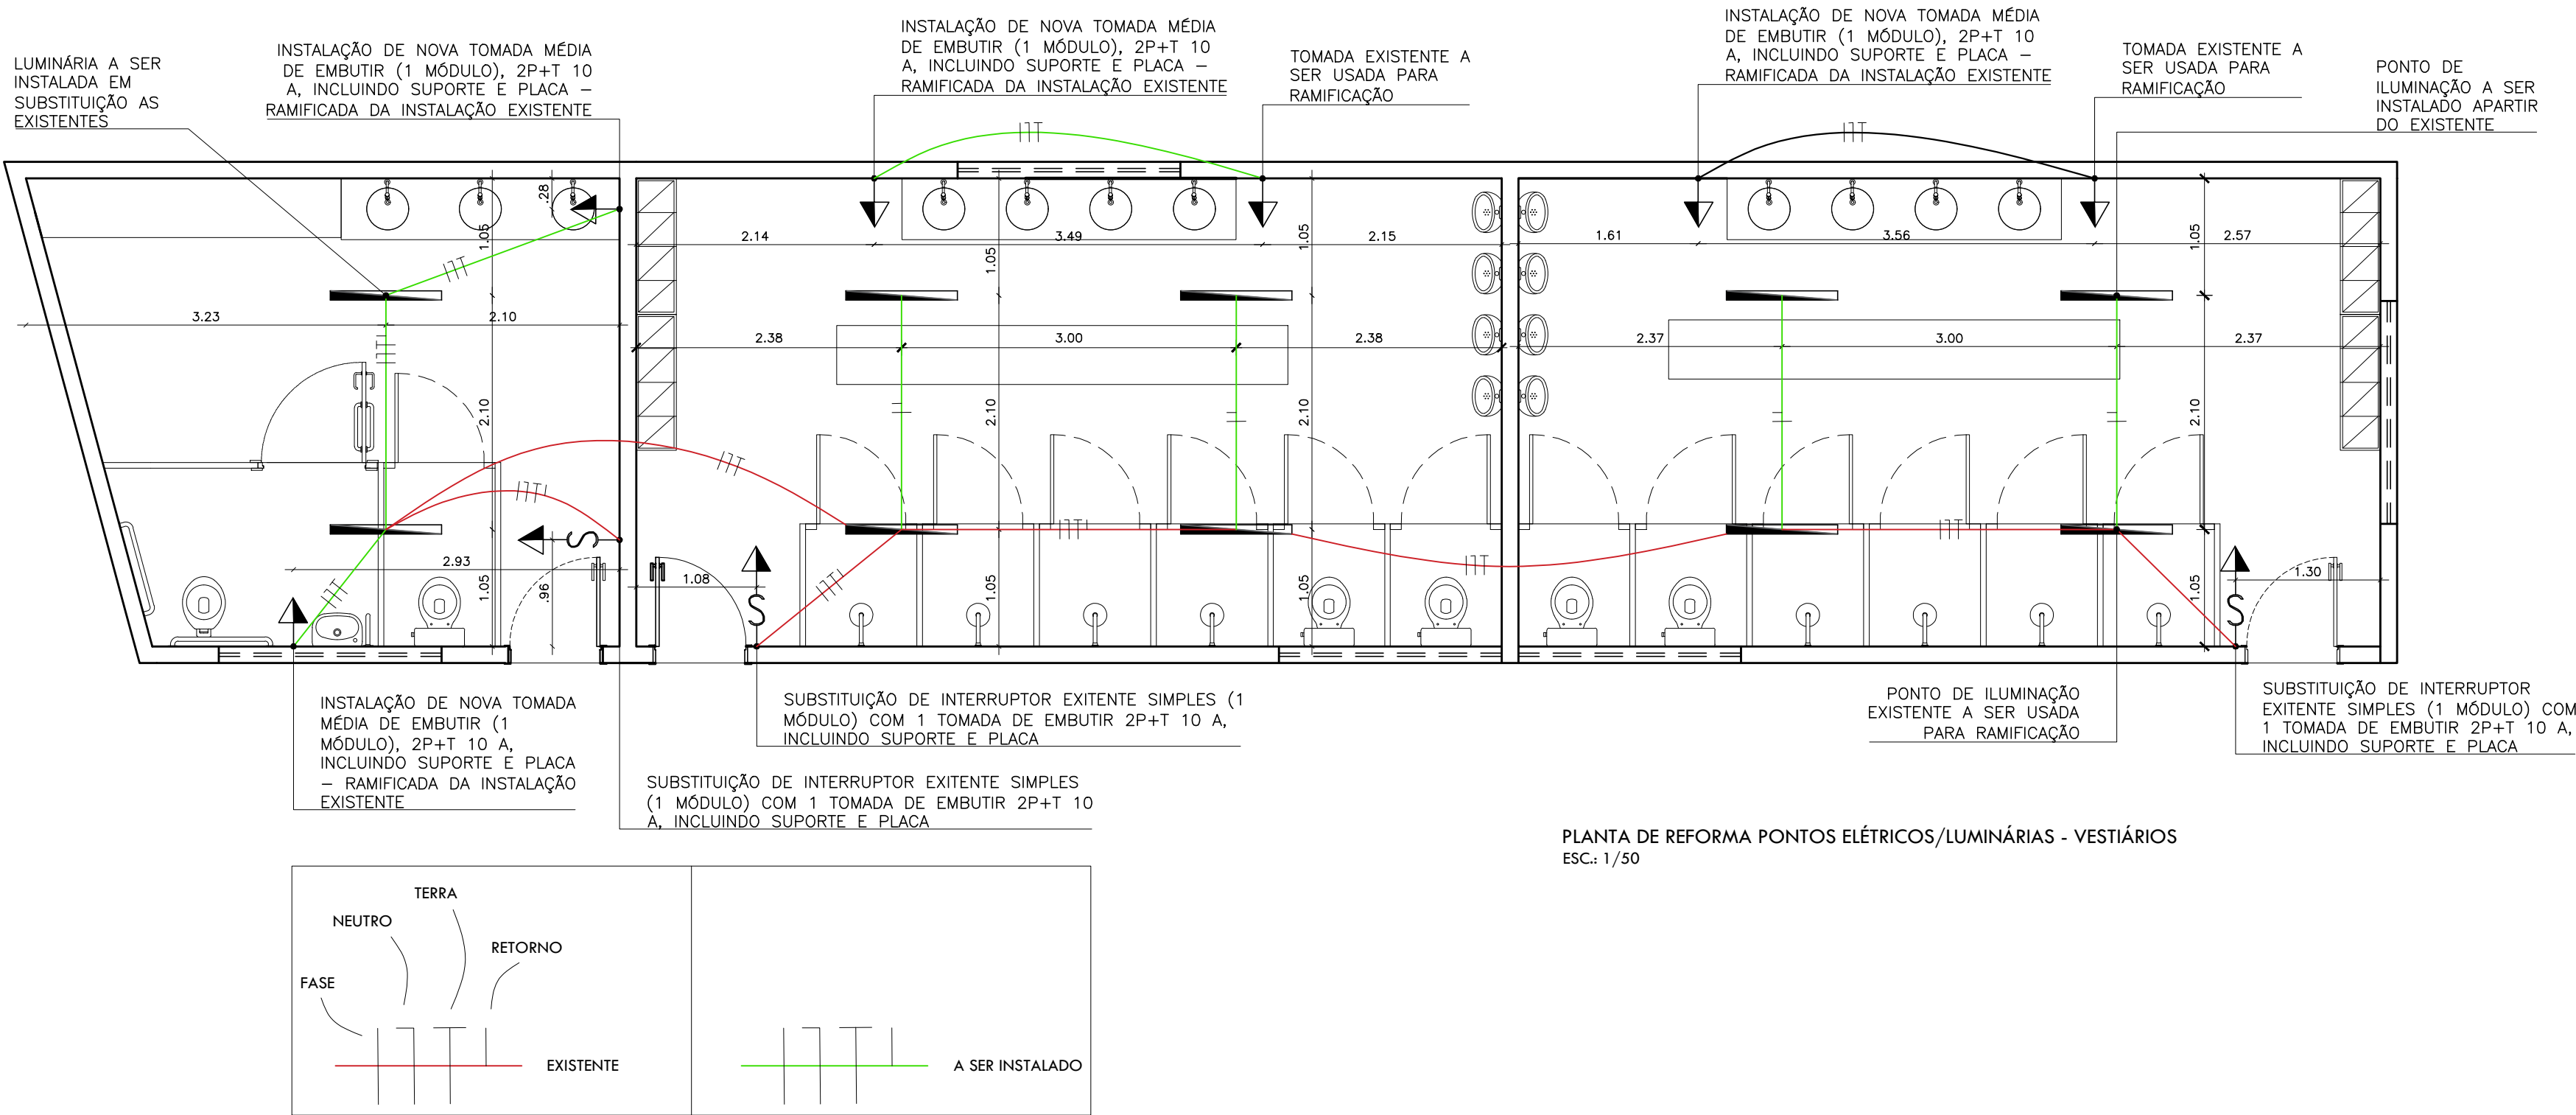 LUMINÁRIA A SER
INSTALADA EM
SUBSTITUIÇÃO AS
EXISTENTES
INSTALAÇÃO DE NOVA TOMADA MÉDIA
DE EMBUTIR (1 MÓDULO), 2P+T 10
A, INCLUINDO SUPORTE E PLACA –
RAMIFICADA DA INSTALAÇÃO EXISTENTE
INSTALAÇÃO DE NOVA TOMADA MÉDIA
DE EMBUTIR (1 MÓDULO), 2P+T 10
A, INCLUINDO SUPORTE E PLACA –
RAMIFICADA DA INSTALAÇÃO EXISTENTE
TOMADA EXISTENTE A
SER USADA PARA
RAMIFICAÇÃO
INSTALAÇÃO DE NOVA TOMADA MÉDIA
DE EMBUTIR (1 MÓDULO), 2P+T 10
A, INCLUINDO SUPORTE E PLACA –
RAMIFICADA DA INSTALAÇÃO EXISTENTE
TOMADA EXISTENTE A
SER USADA PARA
RAMIFICAÇÃO
PONTO DE
ILUMINAÇÃO A SER
INSTALADO APARTIR
DO EXISTENTE
.28
1.05
2.14
3.49
2.15
1.05
1.05
1.61
3.56
2.57
1.05
3.23
2.10
2.38
3.00
2.38
2.37
3.00
2.37
2.10
2.10
2.10
2.10
S
2.93
.96
1.05
1.08
S
1.05
1.05
1.05
S
1.30
INSTALAÇÃO DE NOVA TOMADA
MÉDIA DE EMBUTIR (1
MÓDULO), 2P+T 10 A,
INCLUINDO SUPORTE E PLACA
– RAMIFICADA DA INSTALAÇÃO
EXISTENTE
SUBSTITUIÇÃO DE INTERRUPTOR EXITENTE SIMPLES (1
MÓDULO) COM 1 TOMADA DE EMBUTIR 2P+T 10 A,
INCLUINDO SUPORTE E PLACA
SUBSTITUIÇÃO DE INTERRUPTOR EXITENTE SIMPLES
(1 MÓDULO) COM 1 TOMADA DE EMBUTIR 2P+T 10
A, INCLUINDO SUPORTE E PLACA
PONTO DE ILUMINAÇÃO
EXISTENTE A SER USADA
PARA RAMIFICAÇÃO
SUBSTITUIÇÃO DE INTERRUPTOR
EXITENTE SIMPLES (1 MÓDULO) COM
1 TOMADA DE EMBUTIR 2P+T 10 A,
INCLUINDO SUPORTE E PLACA
PLANTA DE REFORMA PONTOS ELÉTRICOS/LUMINÁRIAS - VESTIÁRIOS
ESC.: 1/50
TERRA
NEUTRO
RETORNO
FASE
EXISTENTE
A SER INSTALADO